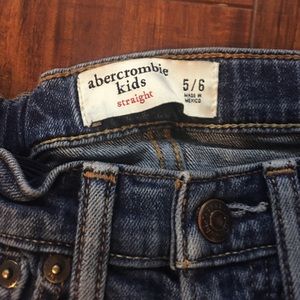 abercrombie
kids
straight
5/6
MADE IN
MEXICO